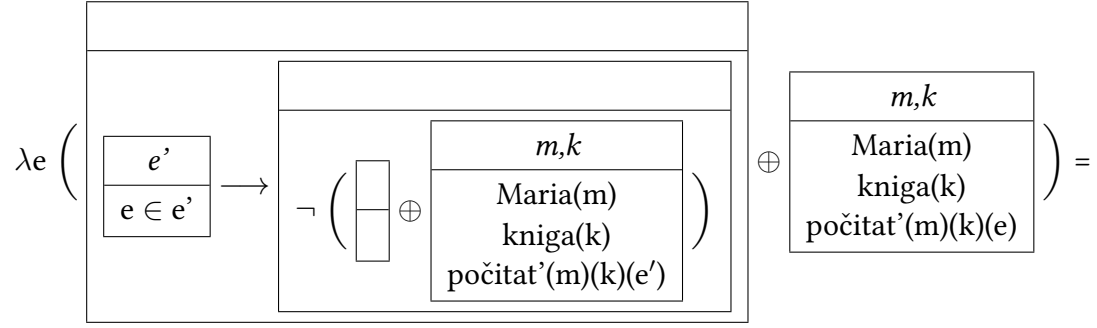 m,k
Maria(m)
kniga(k)
počitat’(m)(k)(e)
λe ( e’ e ∈ e’ ⟶ ¬ ( ⊕ m,k ) ⊕ ) =
Maria(m)
kniga(k)
počitat’(m)(k)(e′)